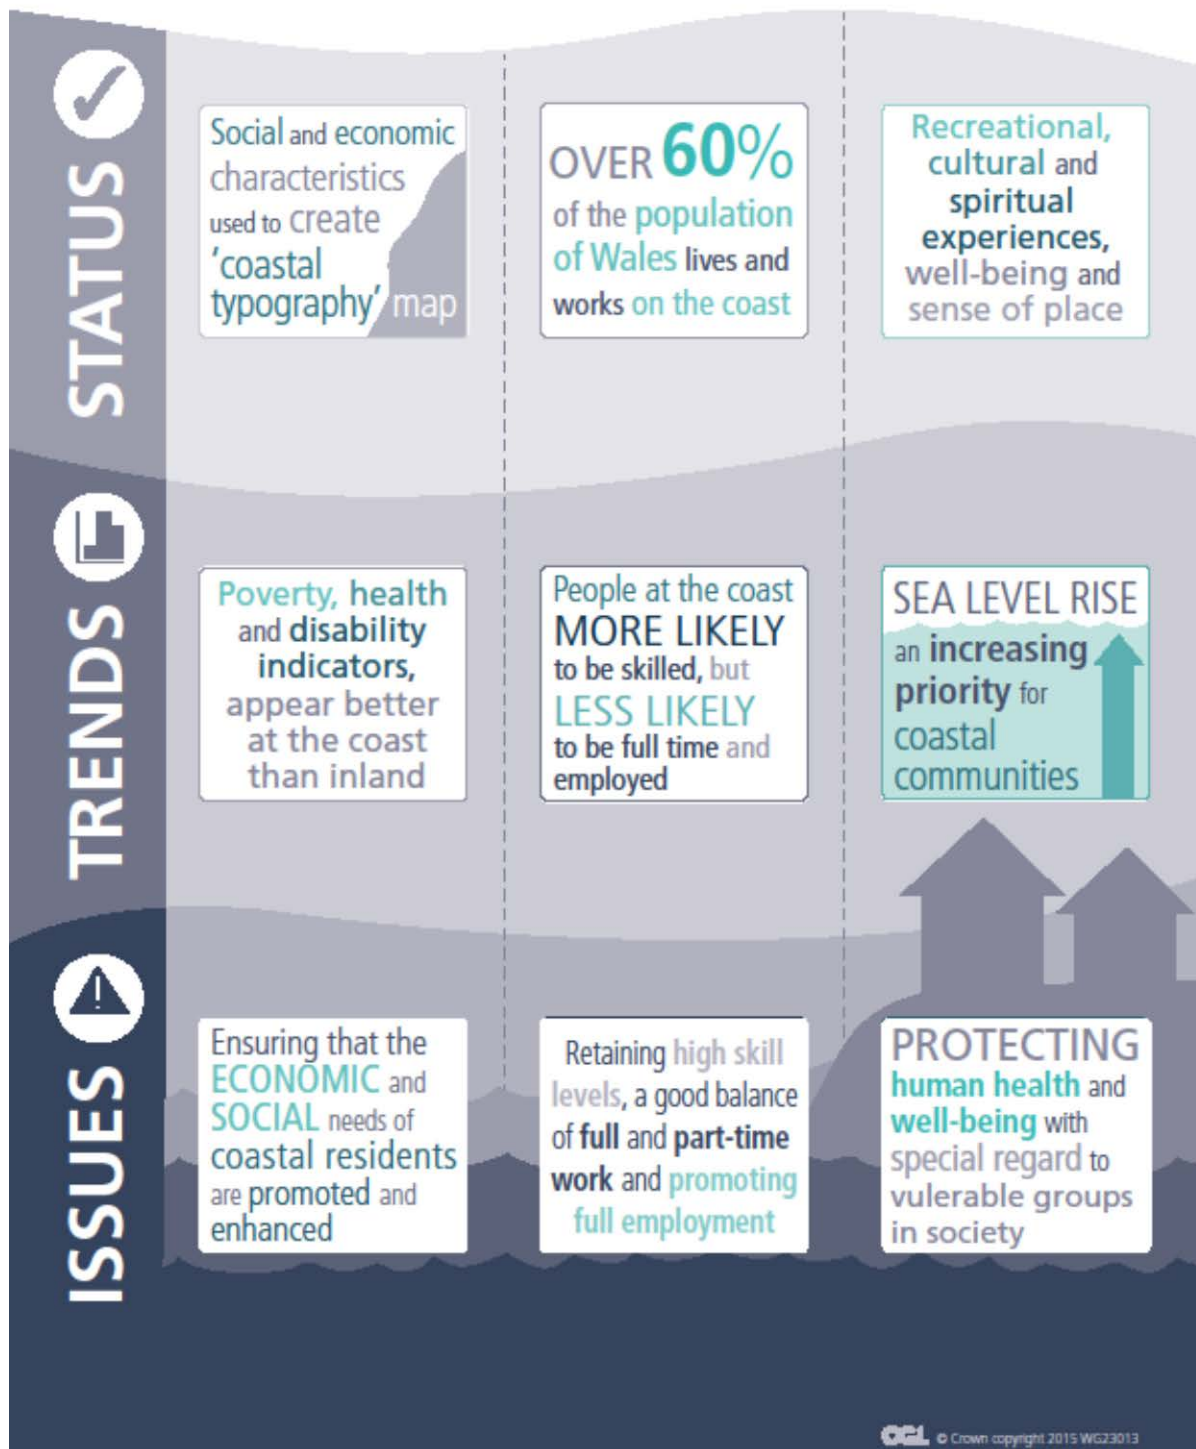 STATUS
Social and economic
characteristics
used to create
'coastal
typography' map
OVER 60%
of the population
of Wales lives and
works on the coast
Recreational,
cultural and
spiritual
experiences,
well-being and
sense of place
TRENDS
Poverty, health
and disability
indicators,
appear better
at the coast
than inland
People at the coast
MORE LIKELY
to be skilled, but
LESS LIKELY
to be full time and
employed
SEA LEVEL RISE
an increasing
priority for
coastal
communities
ISSUES
Ensuring that the
ECONOMIC and
SOCIAL needs of
coastal residents
are promoted and
enhanced
Retaining high skill
levels, a good balance
of full and part-time
work and promoting
full employment
PROTECTING
human health and
well-being with
special regard to
vulerable groups
in society
OGL © Crown copyright 2015 WG23013